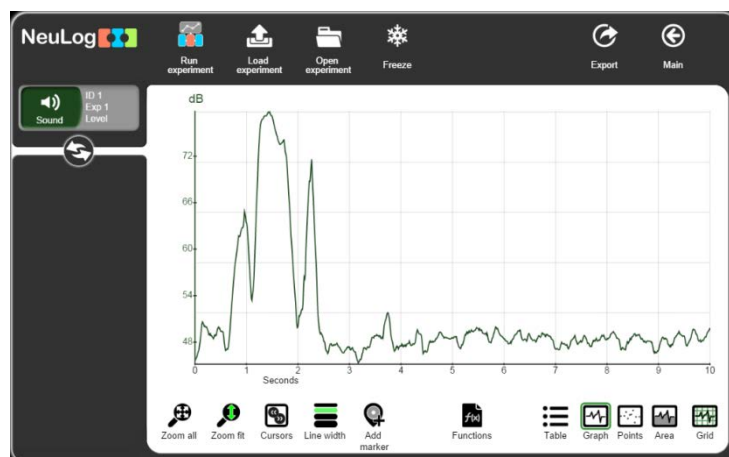 NeuLog
Run
experiment
Load
experiment
Open
experiment
Freeze
Export
Main
Sound
ID 1
Exp 1
Level
dB
72
66
60
54
48
0 1 2 3 4 5 6 7 8 9 10
Seconds
Zoom all
Zoom fit
Cursors
Line width
Add
marker
f(x)
Functions
Table
Graph
Points
Area
Grid